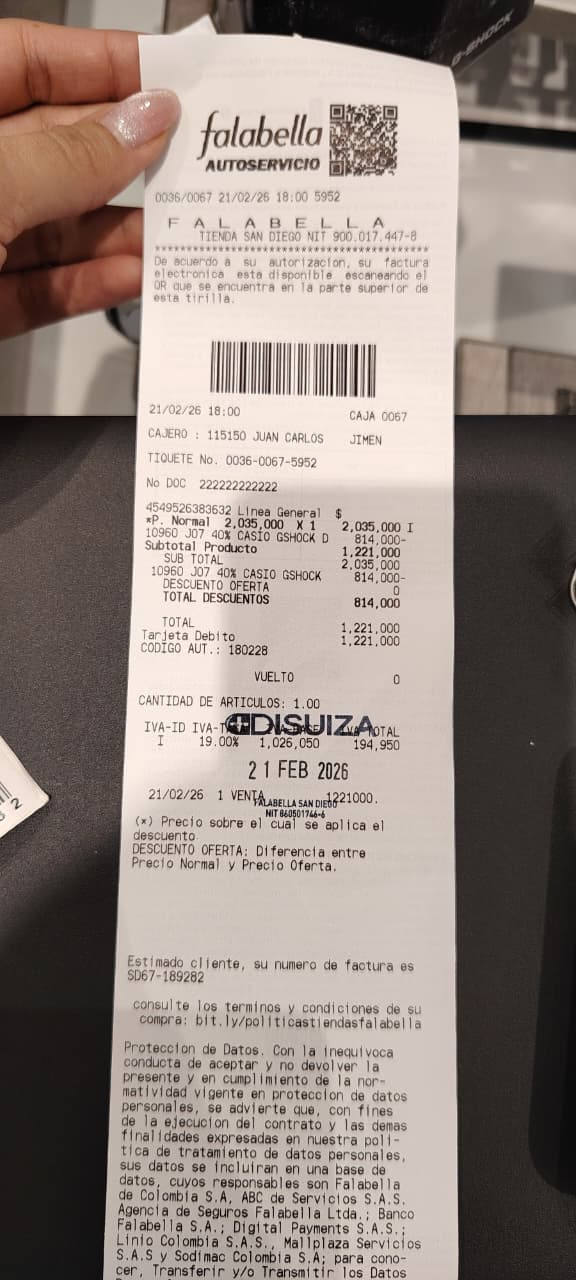 G-SHOCK
falabella
AUTOSERVICIO
0036/0067 21/02/26 18:00 5952
F A L A B E L L A
TIENDA SAN DIEGO NIT 900.017.447-8
******************************************
De acuerdo a su autorizacion, su factura
electronica esta disponible escaneando el
QR que se encuentra en la parte superior de
esta tirilla.
21/02/26 18:00 CAJA 0067
CAJERO : 115150 JUAN CARLOS JIMEN
TIQUETE No. 0036-0067-5952
No DOC 222222222222
4549526383632 Linea General $
*P. Normal 2,035,000 X 1 2,035,000 I
10960 J07 40% CASIO GSHOCK D 814,000-
Subtotal Producto 1,221,000
SUB TOTAL 2,035,000
10960 J07 40% CASIO GSHOCK 814,000-
DESCUENTO OFERTA 0
TOTAL DESCUENTOS 814,000
TOTAL 1,221,000
Tarjeta Debito 1,221,000
CODIGO AUT.: 180228
VUELTO 0
CANTIDAD DE ARTICULOS: 1.00
DISUIZA
IVA-ID TOTAL
I 19.00% 1,026,050 194,950
21 FEB 2026
21/02/26 1 VENTA 1221000.
FALABELLA SAN DIEGO
NIT 860501746-6
(*) Precio sobre el cual se aplica el
descuento.
DESCUENTO OFERTA: Diferencia entre
Precio Normal y Precio Oferta.
Estimado cliente, su numero de factura es
SD67-189282
consulte los terminos y condiciones de su
compra: bit.ly/politicastiendasfalabella
Proteccion de Datos. Con la inequivoca
conducta de aceptar y no devolver la
presente y en cumplimiento de la nor-
matividad vigente en proteccion de datos
personales, se advierte que, con fines
de la ejecucion del contrato y las demas
finalidades expresadas en nuestra poli-
tica de tratamiento de datos personales,
sus datos se incluiran en una base de
datos, cuyos responsables son Falabella
de Colombia S.A, ABC de Servicios S.A.S.
Agencia de Seguros Falabella Ltda.; Banco
Falabella S.A.; Digital Payments S.A.S.;
Linio Colombia S.A.S., Mallplaza Servicios
S.A.S y Sodimac Colombia S.A; para cono-
cer, Transferir y/o Transmitir los Datos